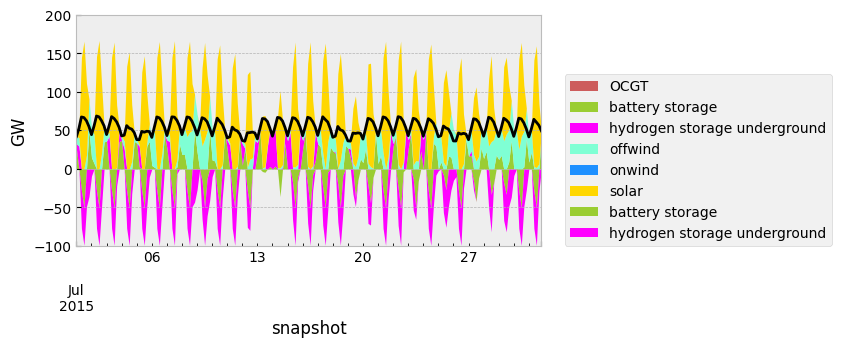 200
150
100
50
0
−50
−100
GW
06
13
20
27
Jul
2015
snapshot
OCGT
battery storage
hydrogen storage underground
offwind
onwind
solar
battery storage
hydrogen storage underground